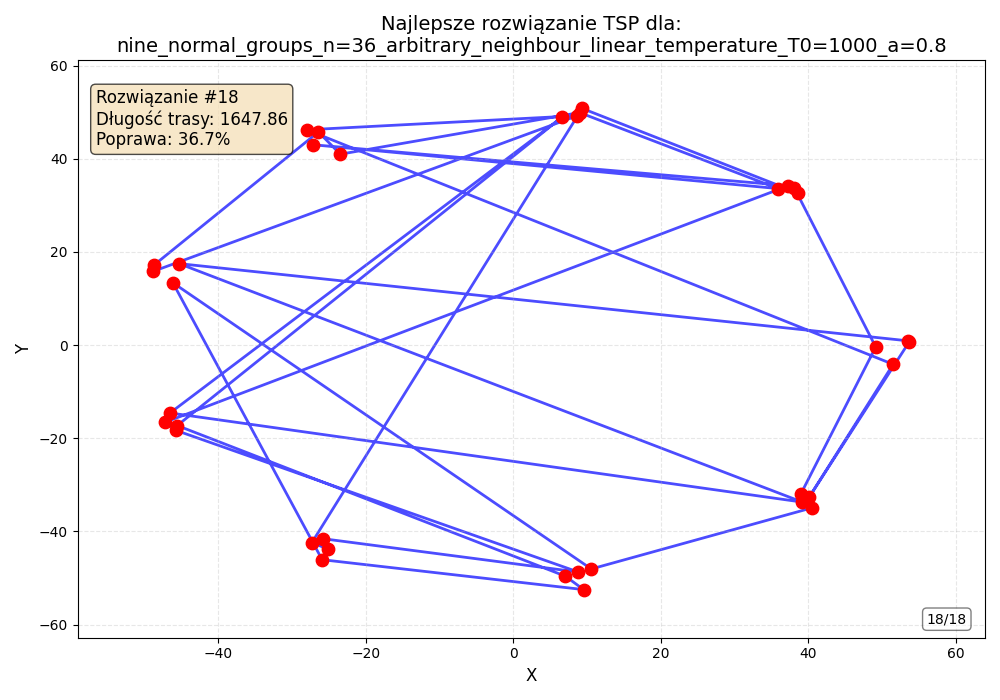 Najlepsze rozwiązanie TSP dla:
nine_normal_groups_n=36_arbitrary_neighbour_linear_temperature_T0=1000_a=0.8
Rozwiązanie #18
Długość trasy: 1647.86
Poprawa: 36.7%
60
40
20
0
−20
−40
−60
Y
18/18
−40
−20
0
20
40
60
X